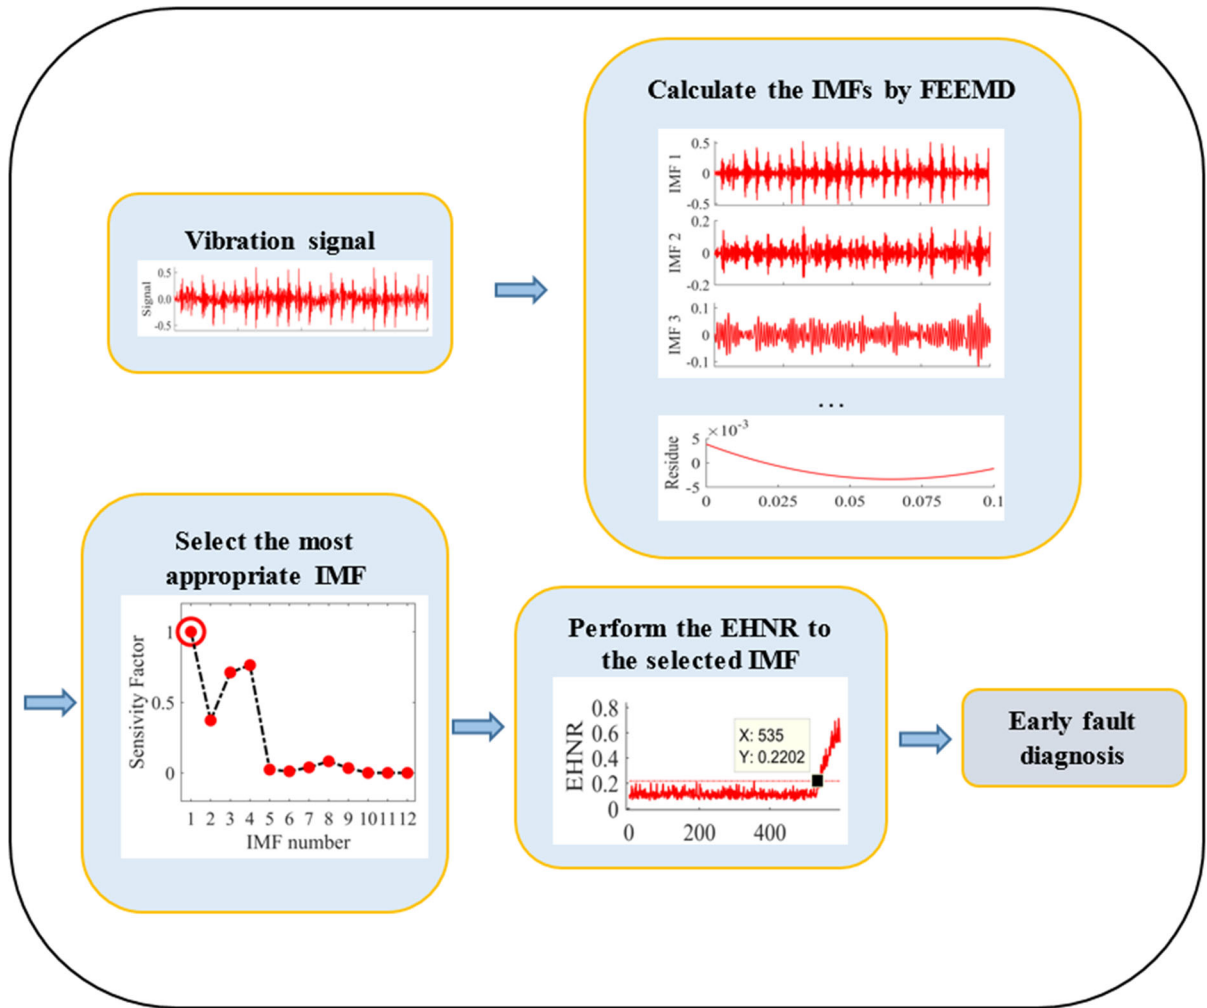 Vibration signal
Signal
0.5
0.0
-0.5
Calculate the IMFs by FEEMD
IMF 1
0.5
0
-0.5
IMF 2
0.2
0
-0.2
IMF 3
0.1
0
-0.1
...
Residue
×10⁻³
5
0
-5
0 0.025 0.05 0.075 0.1
Select the most
appropriate IMF
Sensivity Factor
1
0.5
0
1 2 3 4 5 6 7 8 9 10 11 12
IMF number
Perform the EHNR to
the selected IMF
EHNR
0.8
0.6
0.4
0.2
0
X: 535
Y: 0.2202
0 200 400
Early fault
diagnosis